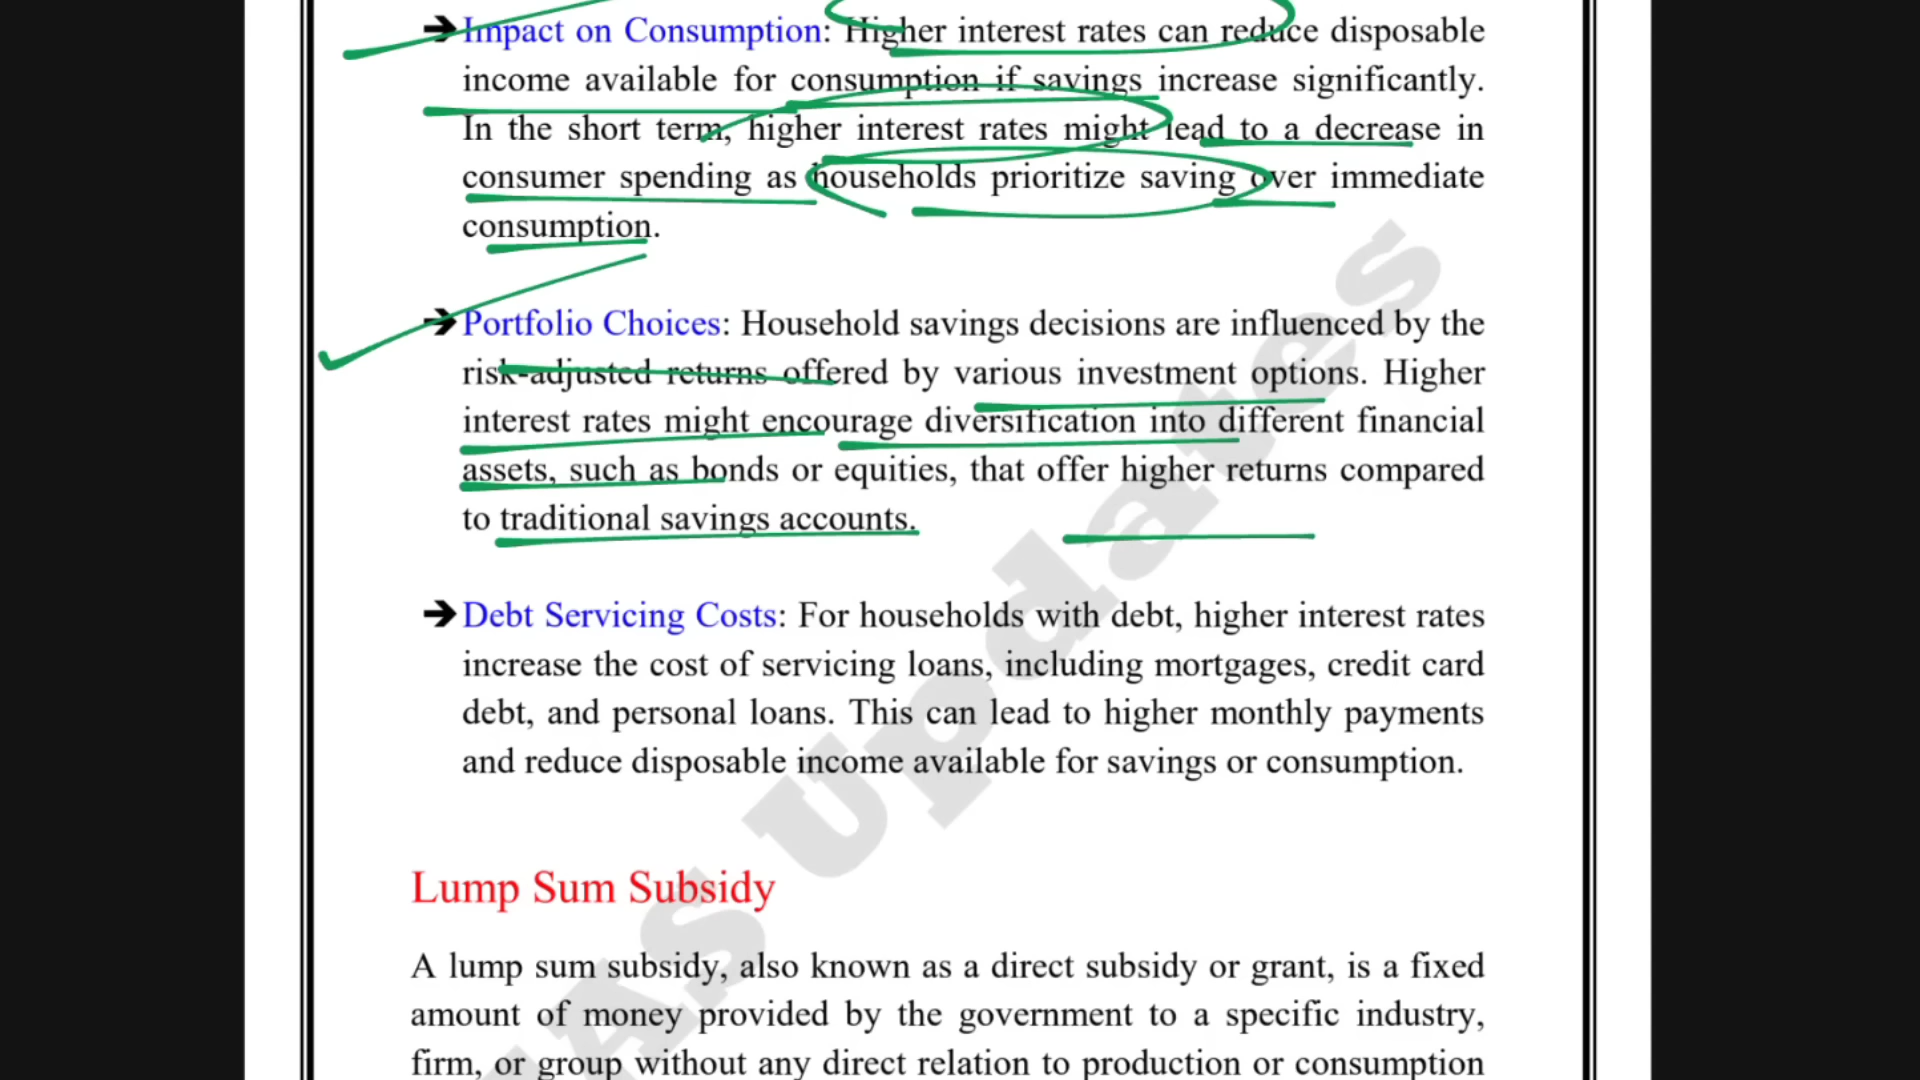 ➔ Impact on Consumption: Higher interest rates can reduce disposable
income available for consumption if savings increase significantly.
In the short term, higher interest rates might lead to a decrease in
consumer spending as households prioritize saving over immediate
consumption.
➔ Portfolio Choices: Household savings decisions are influenced by the
risk-adjusted returns offered by various investment options. Higher
interest rates might encourage diversification into different financial
assets, such as bonds or equities, that offer higher returns compared
to traditional savings accounts.
➔ Debt Servicing Costs: For households with debt, higher interest rates
increase the cost of servicing loans, including mortgages, credit card
debt, and personal loans. This can lead to higher monthly payments
and reduce disposable income available for savings or consumption.
Lump Sum Subsidy
A lump sum subsidy, also known as a direct subsidy or grant, is a fixed
amount of money provided by the government to a specific industry,
firm, or group without any direct relation to production or consumption
AS Updates